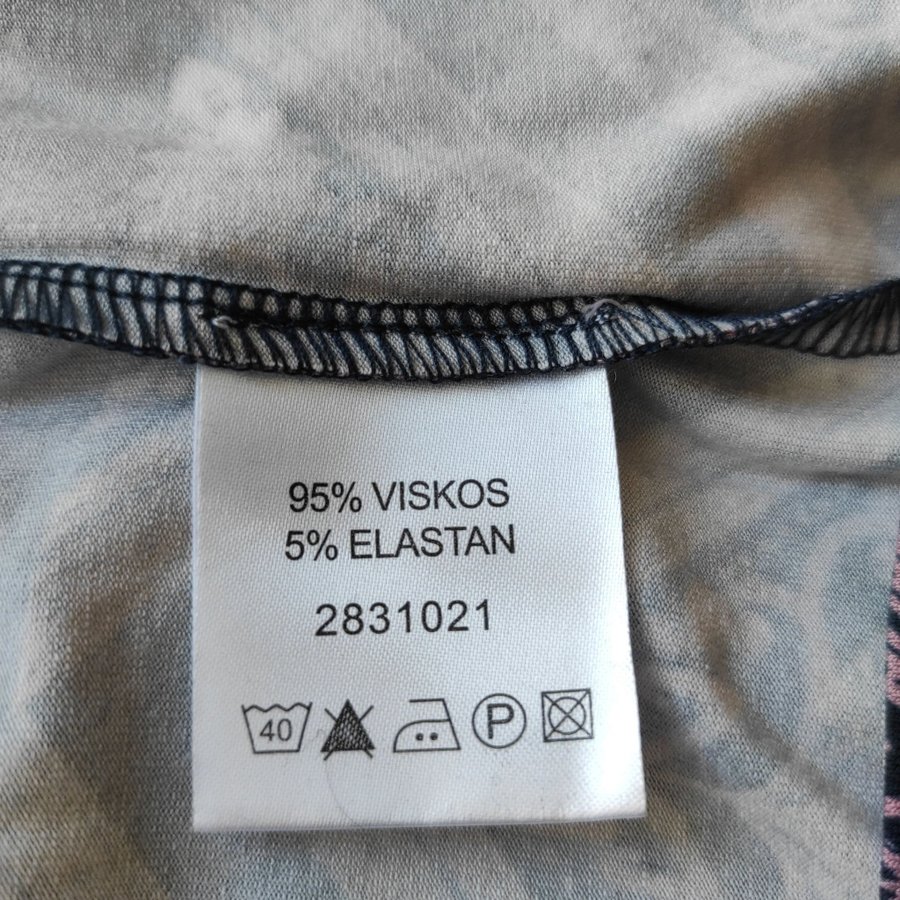 95% VISKOS
5% ELASTAN
2831021
40 P